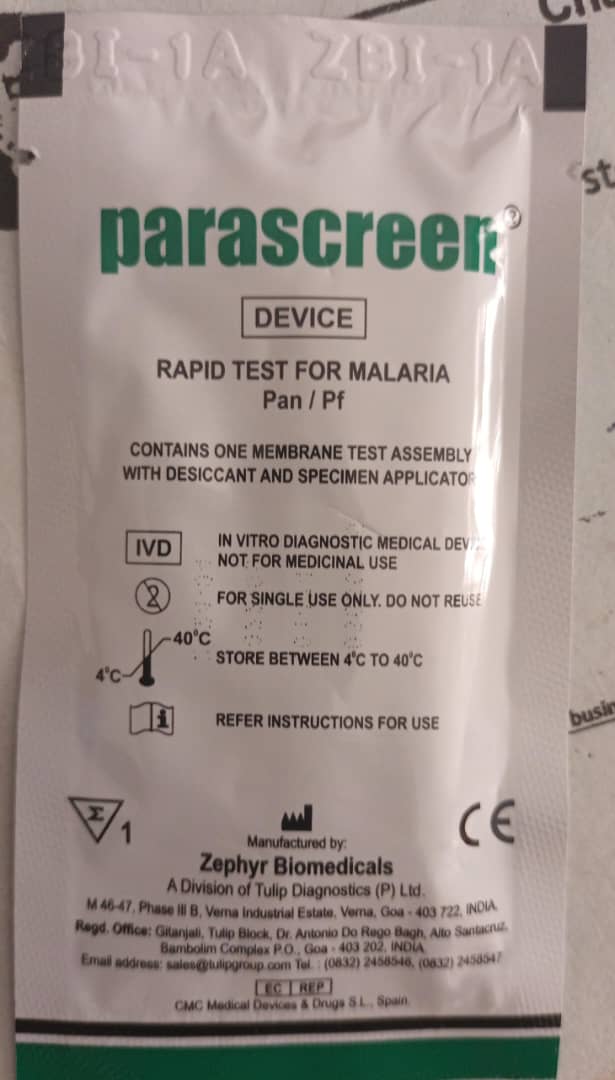 ZBI-1A ZBI-1A
parascreen®
DEVICE
RAPID TEST FOR MALARIA
Pan / Pf
CONTAINS ONE MEMBRANE TEST ASSEMBLY
WITH DESICCANT AND SPECIMEN APPLICATOR
IVD
IN VITRO DIAGNOSTIC MEDICAL DEV
NOT FOR MEDICINAL USE
2
FOR SINGLE USE ONLY. DO NOT REUSE
40°C
4°C
STORE BETWEEN 4°C TO 40°C
i
REFER INSTRUCTIONS FOR USE
Σ 1
CE
Manufactured by:
Zephyr Biomedicals
A Division of Tulip Diagnostics (P) Ltd.
M 46-47, Phase III B, Verna Industrial Estate, Verna, Goa - 403 722, INDIA.
Regd. Office: Gitanjali, Tulip Block, Dr. Antonio Do Rego Bagh, Alto Santacruz,
Bambolim Complex P.O., Goa - 403 202, INDIA
Email address: sales@tulipgroup.com Tel. : (0832) 2458546, (0832) 2458547
EC REP
CMC Medical Devices & Drugs S.L., Spain.
st
busin